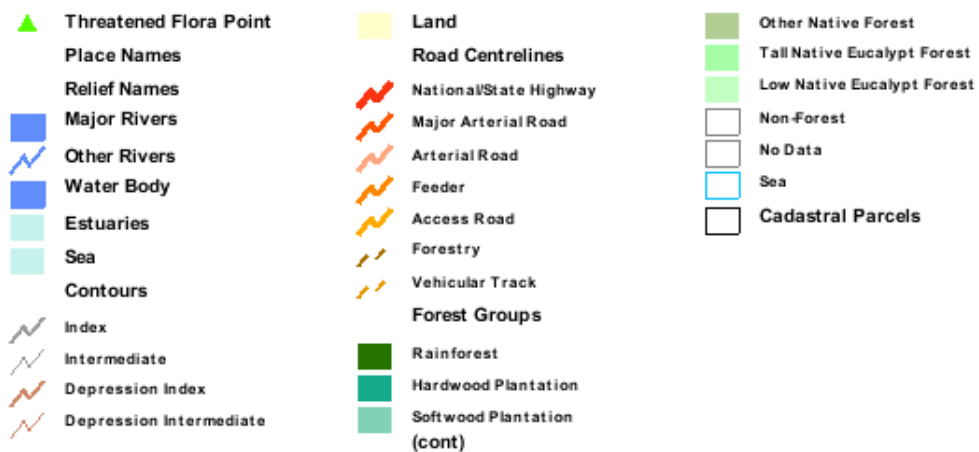 Threatened Flora Point
Place Names
Relief Names
Major Rivers
Other Rivers
Water Body
Estuaries
Sea
Contours
Index
Intermediate
Depression Index
Depression Intermediate
Land
Road Centrelines
National/State Highway
Major Arterial Road
Arterial Road
Feeder
Access Road
Forestry
Vehicular Track
Forest Groups
Rainforest
Hardwood Plantation
Softwood Plantation
(cont)
Other Native Forest
Tall Native Eucalypt Forest
Low Native Eucalypt Forest
Non-Forest
No Data
Sea
Cadastral Parcels